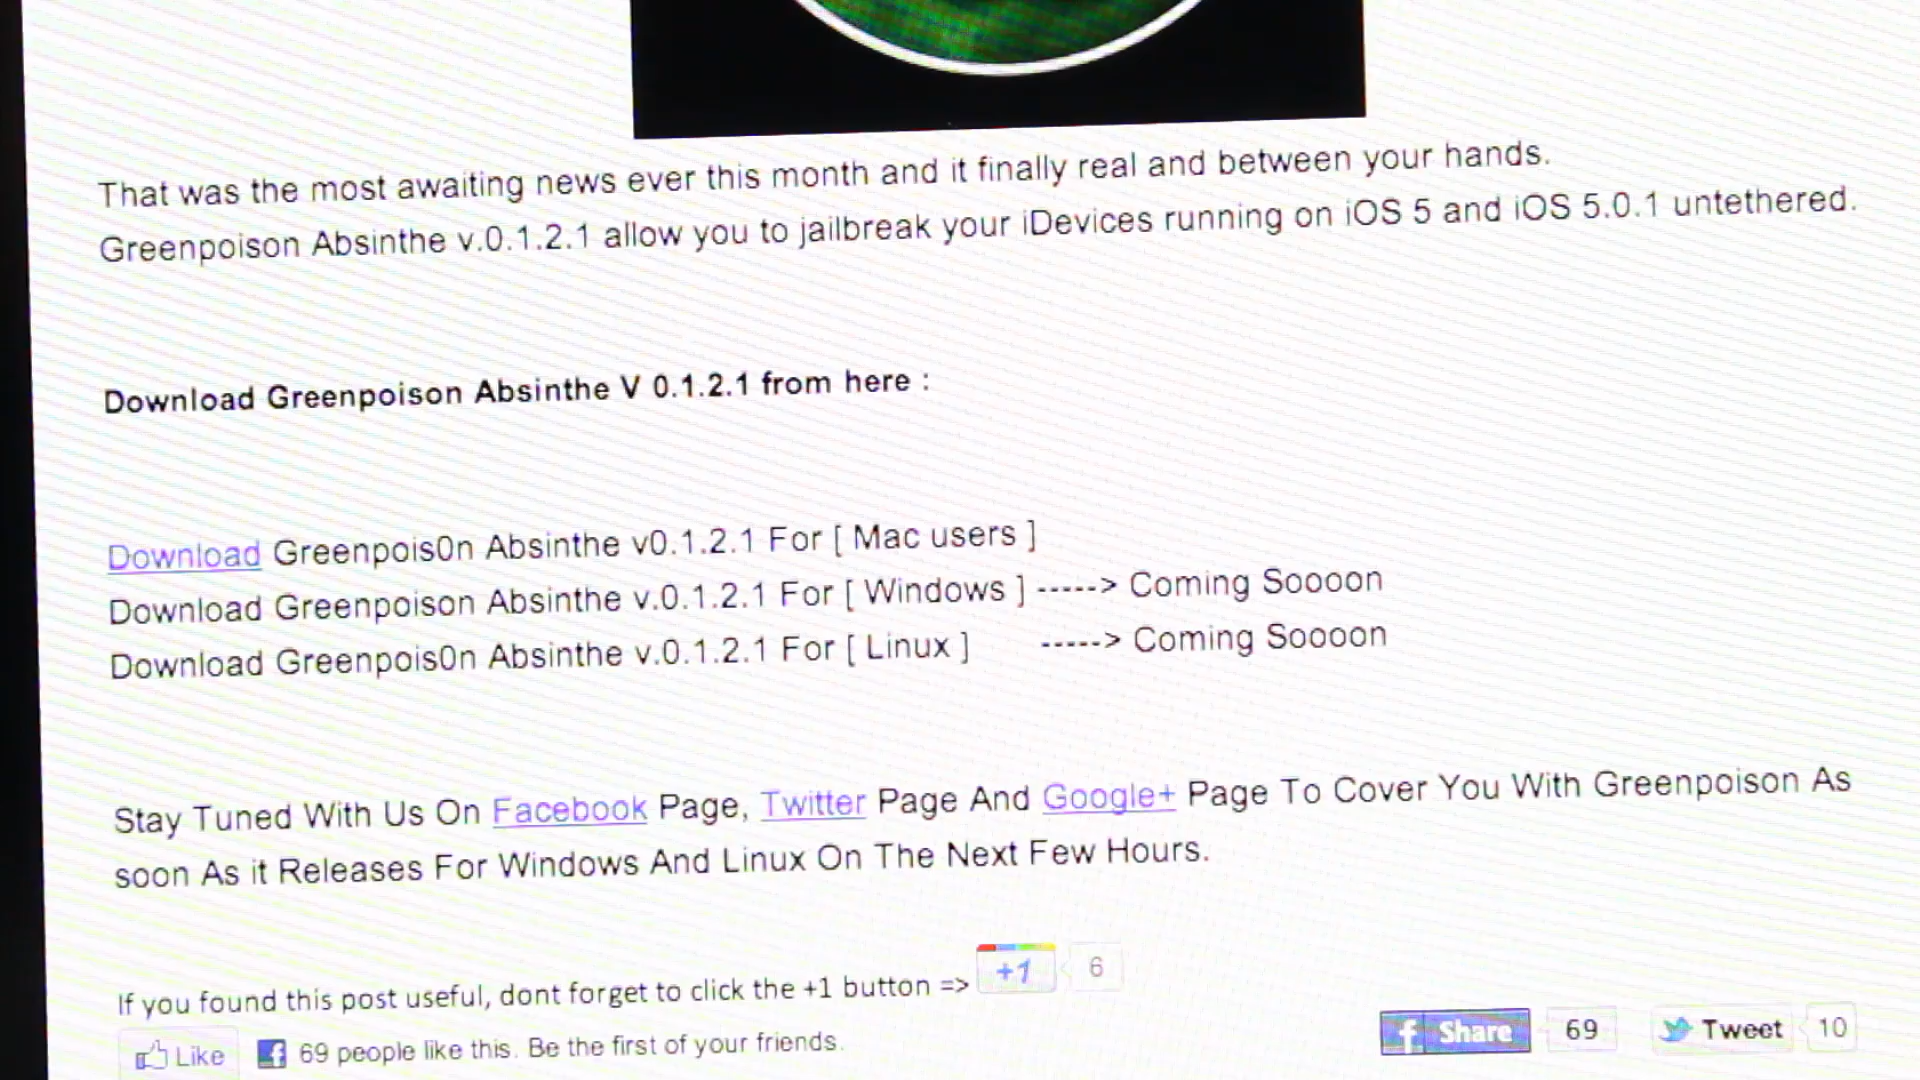 That was the most awaiting news ever this month and it finally real and between your hands.
Greenpoison Absinthe v.0.1.2.1 allow you to jailbreak your iDevices running on iOS 5 and iOS 5.0.1 untethered.
Download Greenpoison Absinthe V 0.1.2.1 from here :
Download Greenpois0n Absinthe v0.1.2.1 For [ Mac users ]
Download Greenpoison Absinthe v.0.1.2.1 For [ Windows ] -----> Coming Soooon
Download Greenpois0n Absinthe v.0.1.2.1 For [ Linux ] -----> Coming Soooon
Stay Tuned With Us On Facebook Page, Twitter Page And Google+ Page To Cover You With Greenpoison As
soon As it Releases For Windows And Linux On The Next Few Hours.
If you found this post useful, dont forget to click the +1 button => +1 6
f Share 69 Tweet 10
Like f 69 people like this. Be the first of your friends.